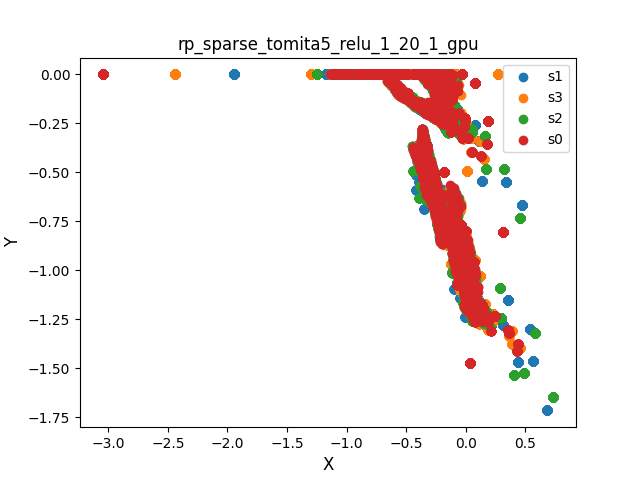 rp_sparse_tomita5_relu_1_20_1_gpu
s1
s3
s2
s0
0.00
−0.25
−0.50
−0.75
−1.00
−1.25
−1.50
−1.75
Y
−3.0 −2.5 −2.0 −1.5 −1.0 −0.5 0.0 0.5
X